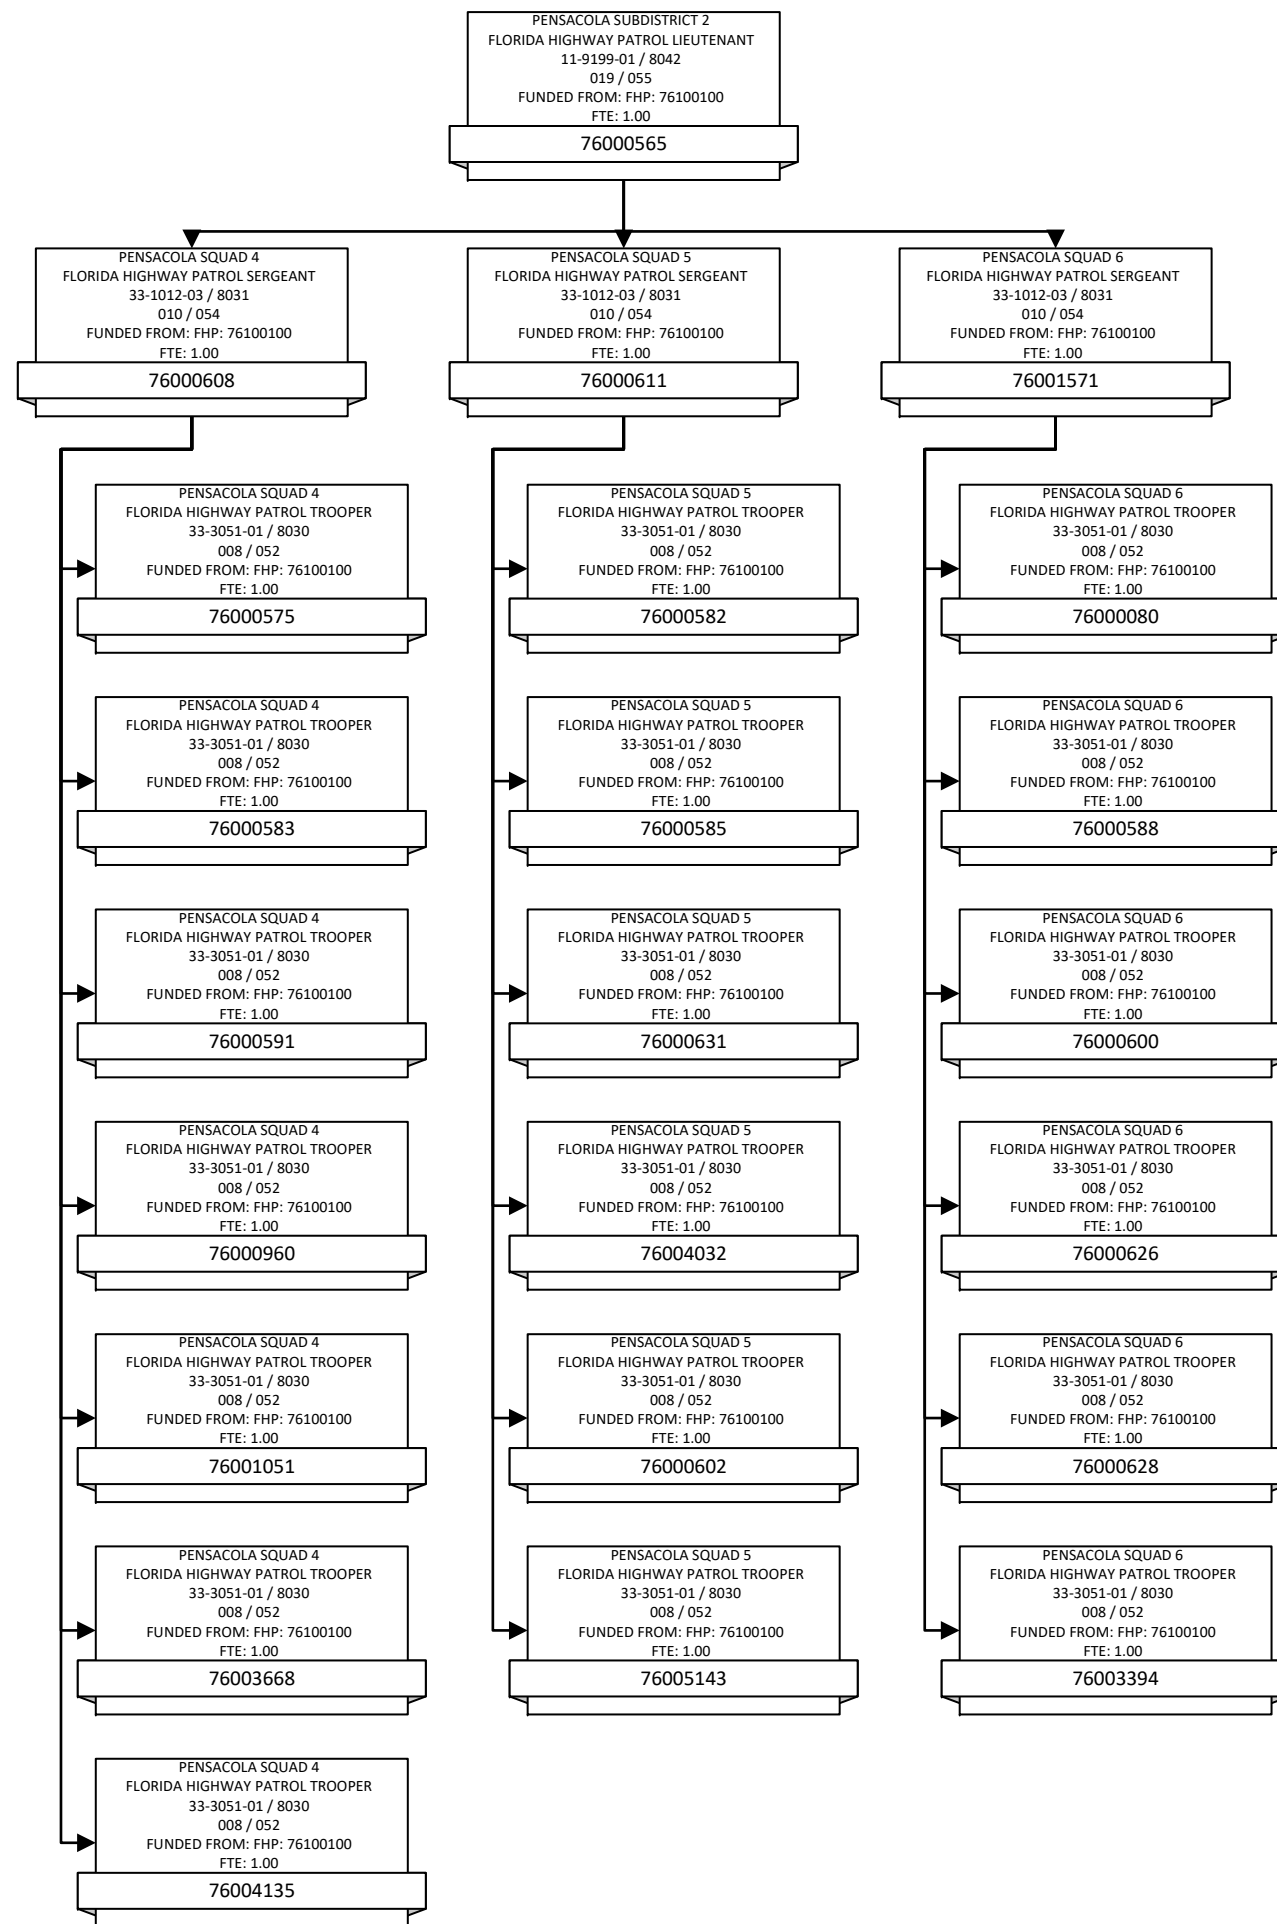 PENSACOLA SUBDISTRICT 2
FLORIDA HIGHWAY PATROL LIEUTENANT
11-9199-01 / 8042
019 / 055
FUNDED FROM: FHP: 76100100
FTE: 1.00
76000565
PENSACOLA SQUAD 4
FLORIDA HIGHWAY PATROL SERGEANT
33-1012-03 / 8031
010 / 054
FUNDED FROM: FHP: 76100100
FTE: 1.00
76000608
PENSACOLA SQUAD 5
FLORIDA HIGHWAY PATROL SERGEANT
33-1012-03 / 8031
010 / 054
FUNDED FROM: FHP: 76100100
FTE: 1.00
76000611
PENSACOLA SQUAD 6
FLORIDA HIGHWAY PATROL SERGEANT
33-1012-03 / 8031
010 / 054
FUNDED FROM: FHP: 76100100
FTE: 1.00
76001571
PENSACOLA SQUAD 4
FLORIDA HIGHWAY PATROL TROOPER
33-3051-01 / 8030
008 / 052
FUNDED FROM: FHP: 76100100
FTE: 1.00
76000575
PENSACOLA SQUAD 5
FLORIDA HIGHWAY PATROL TROOPER
33-3051-01 / 8030
008 / 052
FUNDED FROM: FHP: 76100100
FTE: 1.00
76000582
PENSACOLA SQUAD 6
FLORIDA HIGHWAY PATROL TROOPER
33-3051-01 / 8030
008 / 052
FUNDED FROM: FHP: 76100100
FTE: 1.00
76000080
PENSACOLA SQUAD 4
FLORIDA HIGHWAY PATROL TROOPER
33-3051-01 / 8030
008 / 052
FUNDED FROM: FHP: 76100100
FTE: 1.00
76000583
PENSACOLA SQUAD 5
FLORIDA HIGHWAY PATROL TROOPER
33-3051-01 / 8030
008 / 052
FUNDED FROM: FHP: 76100100
FTE: 1.00
76000585
PENSACOLA SQUAD 6
FLORIDA HIGHWAY PATROL TROOPER
33-3051-01 / 8030
008 / 052
FUNDED FROM: FHP: 76100100
FTE: 1.00
76000588
PENSACOLA SQUAD 4
FLORIDA HIGHWAY PATROL TROOPER
33-3051-01 / 8030
008 / 052
FUNDED FROM: FHP: 76100100
FTE: 1.00
76000591
PENSACOLA SQUAD 5
FLORIDA HIGHWAY PATROL TROOPER
33-3051-01 / 8030
008 / 052
FUNDED FROM: FHP: 76100100
FTE: 1.00
76000631
PENSACOLA SQUAD 6
FLORIDA HIGHWAY PATROL TROOPER
33-3051-01 / 8030
008 / 052
FUNDED FROM: FHP: 76100100
FTE: 1.00
76000600
PENSACOLA SQUAD 4
FLORIDA HIGHWAY PATROL TROOPER
33-3051-01 / 8030
008 / 052
FUNDED FROM: FHP: 76100100
FTE: 1.00
76000960
PENSACOLA SQUAD 5
FLORIDA HIGHWAY PATROL TROOPER
33-3051-01 / 8030
008 / 052
FUNDED FROM: FHP: 76100100
FTE: 1.00
76004032
PENSACOLA SQUAD 6
FLORIDA HIGHWAY PATROL TROOPER
33-3051-01 / 8030
008 / 052
FUNDED FROM: FHP: 76100100
FTE: 1.00
76000626
PENSACOLA SQUAD 4
FLORIDA HIGHWAY PATROL TROOPER
33-3051-01 / 8030
008 / 052
FUNDED FROM: FHP: 76100100
FTE: 1.00
76001051
PENSACOLA SQUAD 5
FLORIDA HIGHWAY PATROL TROOPER
33-3051-01 / 8030
008 / 052
FUNDED FROM: FHP: 76100100
FTE: 1.00
76000602
PENSACOLA SQUAD 6
FLORIDA HIGHWAY PATROL TROOPER
33-3051-01 / 8030
008 / 052
FUNDED FROM: FHP: 76100100
FTE: 1.00
76000628
PENSACOLA SQUAD 4
FLORIDA HIGHWAY PATROL TROOPER
33-3051-01 / 8030
008 / 052
FUNDED FROM: FHP: 76100100
FTE: 1.00
76003668
PENSACOLA SQUAD 5
FLORIDA HIGHWAY PATROL TROOPER
33-3051-01 / 8030
008 / 052
FUNDED FROM: FHP: 76100100
FTE: 1.00
76005143
PENSACOLA SQUAD 6
FLORIDA HIGHWAY PATROL TROOPER
33-3051-01 / 8030
008 / 052
FUNDED FROM: FHP: 76100100
FTE: 1.00
76003394
PENSACOLA SQUAD 4
FLORIDA HIGHWAY PATROL TROOPER
33-3051-01 / 8030
008 / 052
FUNDED FROM: FHP: 76100100
FTE: 1.00
76004135